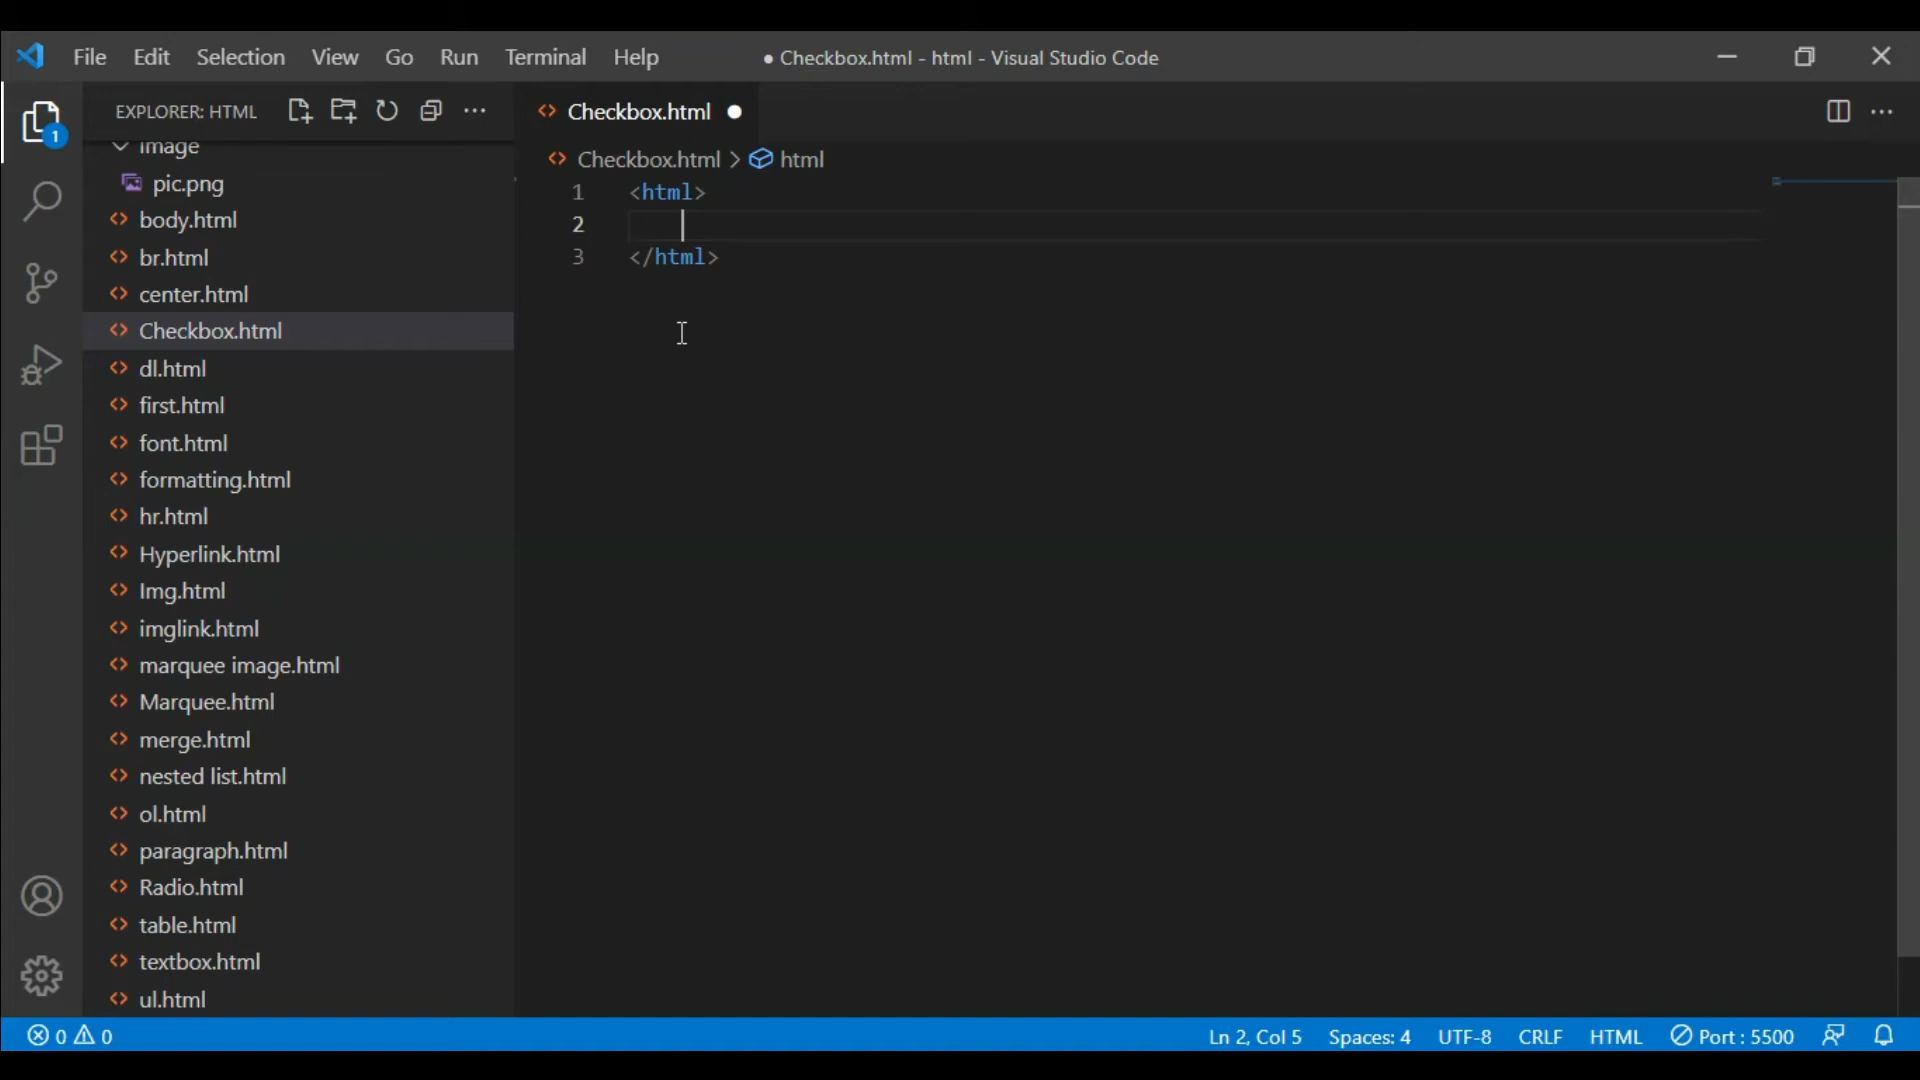 File Edit Selection View Go Run Terminal Help ● Checkbox.html - html - Visual Studio Code
EXPLORER: HTML
Checkbox.html
1
image
Checkbox.html > html
pic.png
1 <html>
body.html
2
br.html
3 </html>
center.html
Checkbox.html
dl.html
first.html
font.html
formatting.html
hr.html
Hyperlink.html
Img.html
imglink.html
marquee image.html
Marquee.html
merge.html
nested list.html
ol.html
paragraph.html
Radio.html
table.html
textbox.html
ul.html
0 0 Ln 2, Col 5 Spaces: 4 UTF-8 CRLF HTML Port : 5500